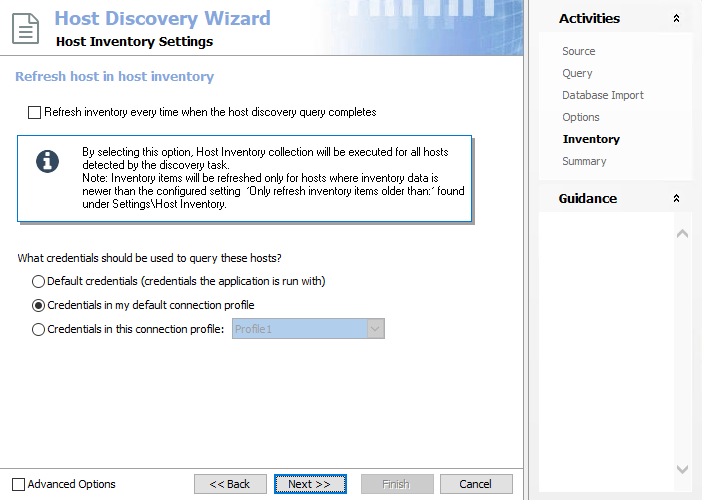 Host Discovery Wizard
Host Inventory Settings
Refresh host in host inventory
Refresh inventory every time when the host discovery query completes
By selecting this option, Host Inventory collection will be executed for all hosts
detected by the discovery task.
Note: Inventory items will be refreshed only for hosts where inventory data is
newer than the configured setting ´Only refresh inventory items older than:´ found
under Settings\Host Inventory.
What credentials should be used to query these hosts?
Default credentials (credentials the application is run with)
Credentials in my default connection profile
Credentials in this connection profile: Profile1
Advanced Options
<< Back
Next >>
Finish
Cancel
Activities
Source
Query
Database Import
Options
Inventory
Summary
Guidance